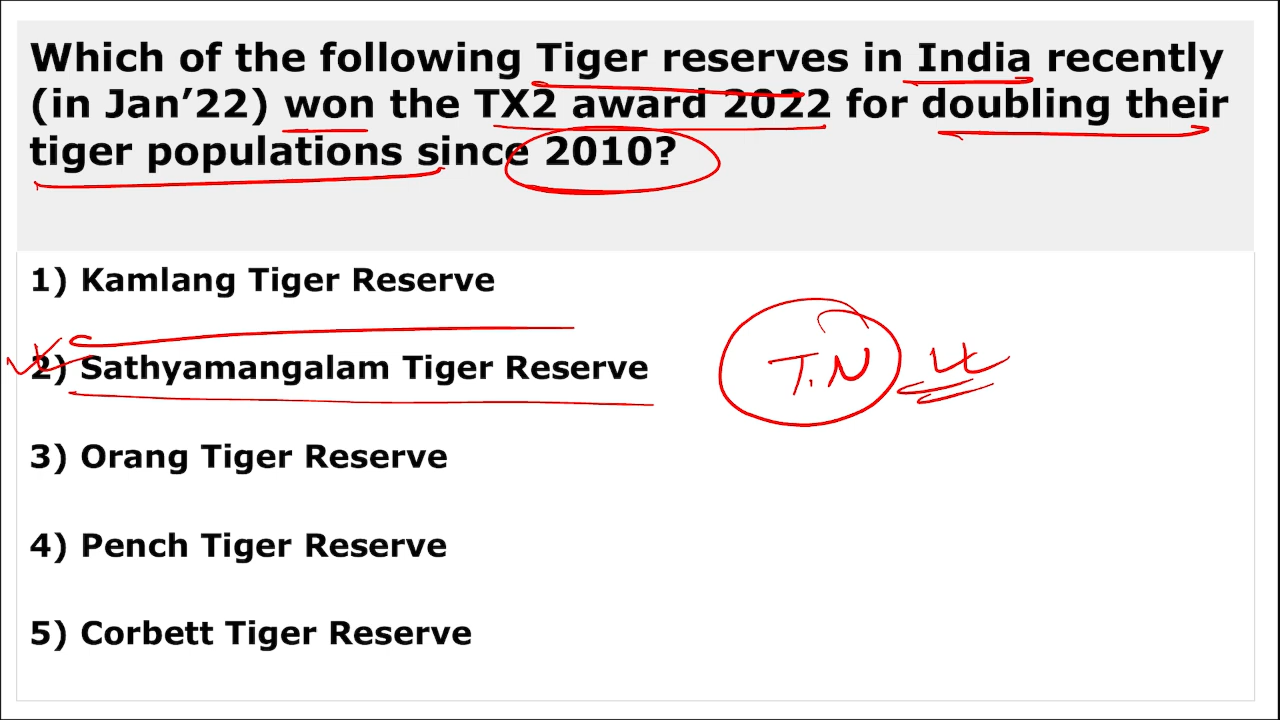 Which of the following Tiger reserves in India recently
(in Jan’22) won the TX2 award 2022 for doubling their
tiger populations since 2010?
1) Kamlang Tiger Reserve
2) Sathyamangalam Tiger Reserve
T.N
3) Orang Tiger Reserve
4) Pench Tiger Reserve
5) Corbett Tiger Reserve